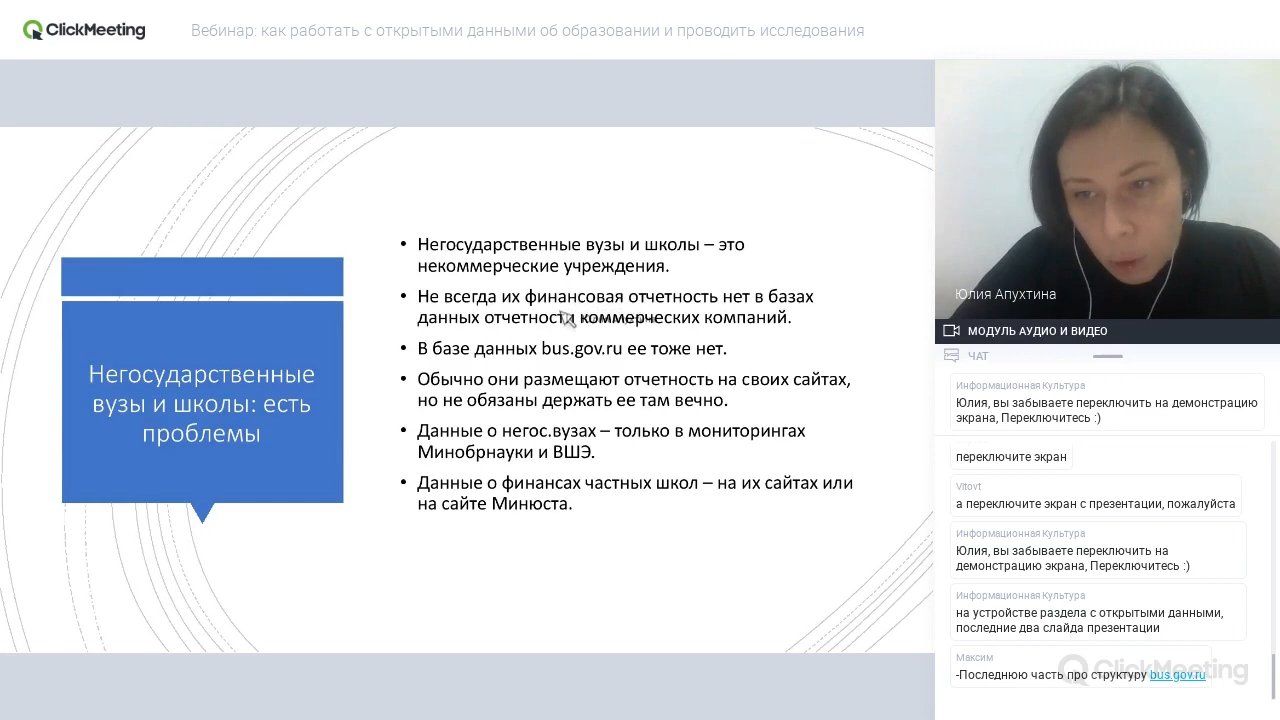 ClickMeeting
Вебинар: как работать с открытыми данными об образовании и проводить исследования
Негосударственные
вузы и школы: есть
проблемы
• Негосударственные вузы и школы – это
некоммерческие учреждения.
• Не всегда их финансовая отчетность нет в базах
данных отчетности коммерческих компаний.
• В базе данных bus.gov.ru ее тоже нет.
• Обычно они размещают отчетность на своих сайтах,
но не обязаны держать ее там вечно.
• Данные о негос.вузах – только в мониторингах
Минобрнауки и ВШЭ.
• Данные о финансах частных школ – на их сайтах или
на сайте Минюста.
Юлия Апухтина
МОДУЛЬ АУДИО И ВИДЕО
ЧАТ
Информационная Культура
Юлия, вы забываете переключить на демонстрацию
экрана, Переключитесь :)
переключите экран
Vitovt
а переключите экран с презентации, пожалуйста
Информационная Культура
Юлия, вы забываете переключить на
демонстрацию экрана, Переключитесь :)
Информационная Культура
на устройстве раздела с открытыми данными,
последние два слайда презентации
Максим
-Последнюю часть про структуру bus.gov.ru
ClickMeeting